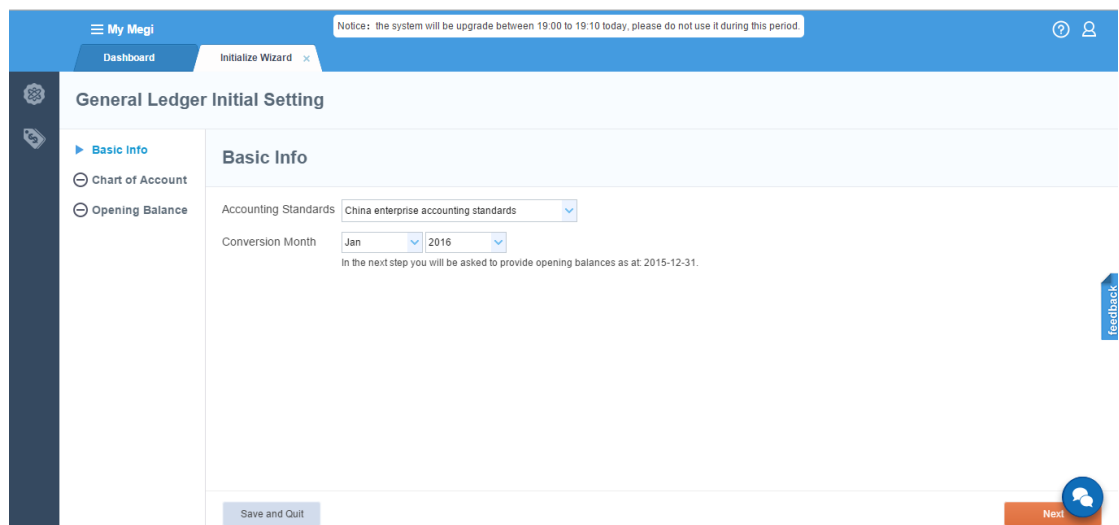 My Megi
Notice: the system will be upgrade between 19:00 to 19:10 today, please do not use it during this period.
Dashboard
Initialize Wizard ×
General Ledger Initial Setting
Basic Info
Chart of Account
Opening Balance
Basic Info
Accounting Standards China enterprise accounting standards
Conversion Month Jan 2016
In the next step you will be asked to provide opening balances as at: 2015-12-31.
feedback
Save and Quit
Next